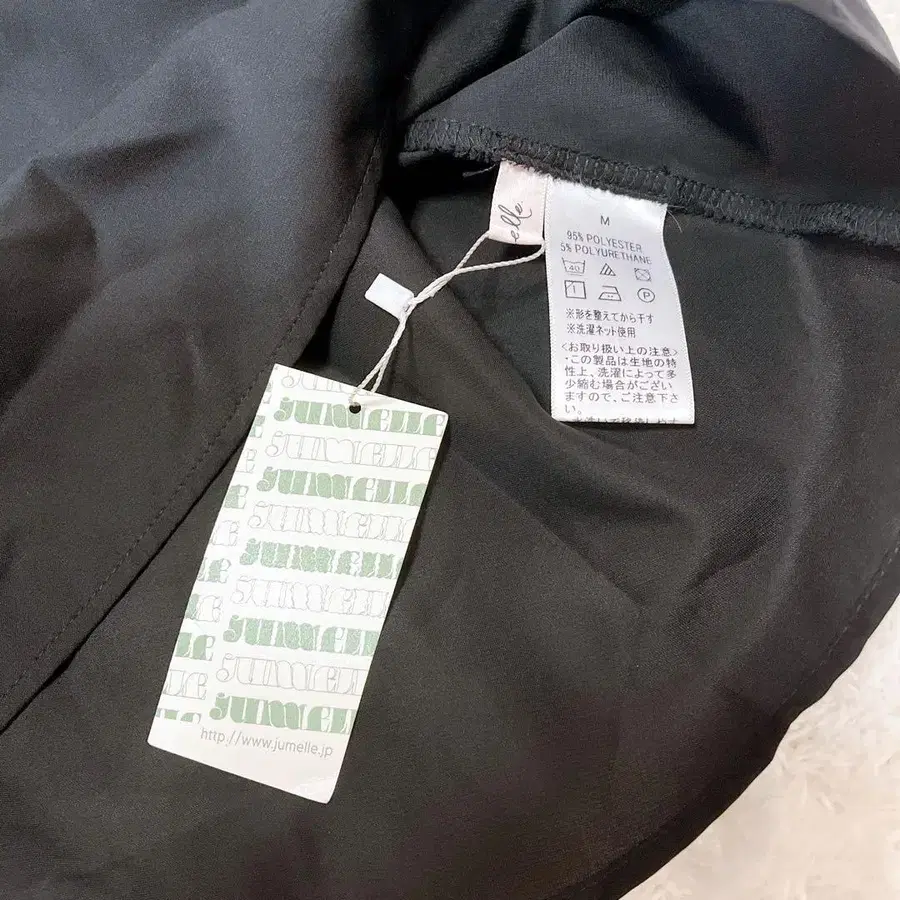 elle
M
95% POLYESTER
5% POLYURETHANE
40
1
P
※形を整えてから干す
※洗濯ネット使用
<お取り扱い上の注意>
・この製品は生地の特
性上、洗濯によって多
少縮む場合がござい
ますので、ご注意下さ
い。
JUMELLE
JUMELLE
JUMELLE
JUMELLE
JUMELLE
JUMELLE
JUMELLE
JUMELLE
JUMELLE
http://www.jumelle.jp